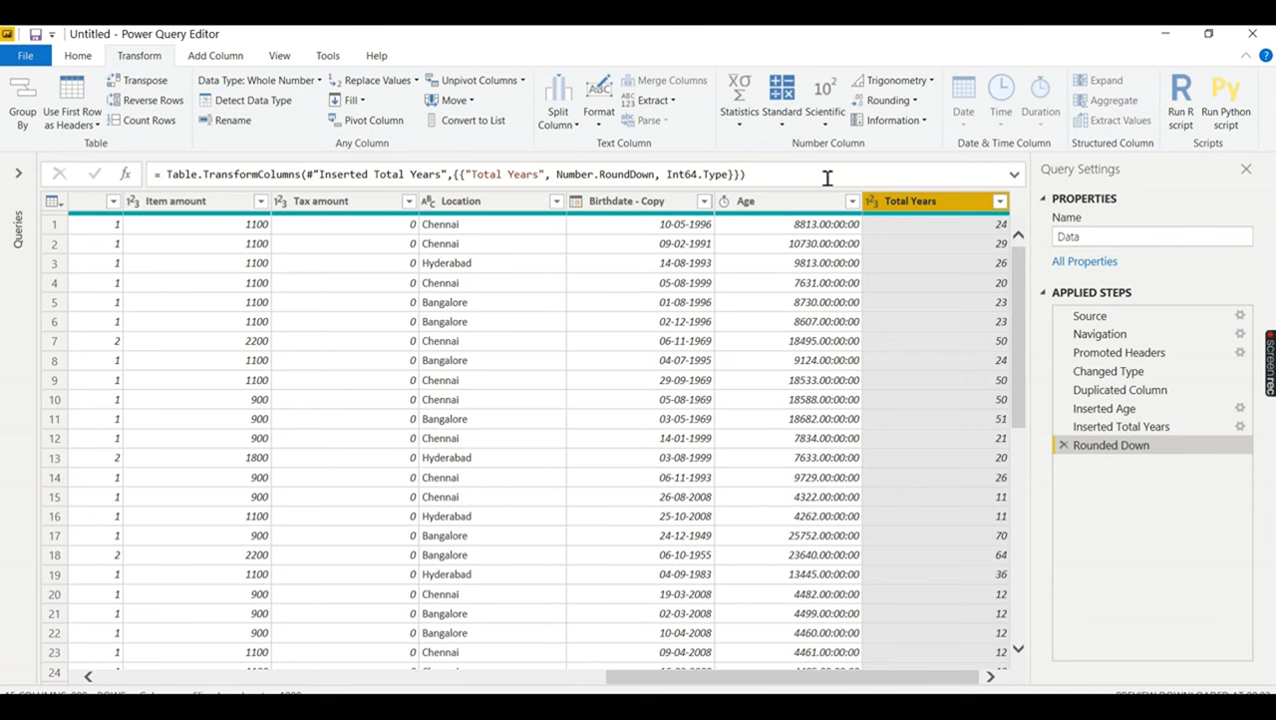 Untitled - Power Query Editor
File Home Transform Add Column View Tools Help
Group By
Use First Row as Headers
Transpose
Reverse Rows
Count Rows
Table
Data Type: Whole Number
Detect Data Type
Rename
Replace Values
Fill
Pivot Column
Unpivot Columns
Move
Convert to List
Any Column
Split Column
Format
Merge Columns
Extract
Parse
Text Column
Statistics
Standard
Scientific
Trigonometry
Rounding
Information
Number Column
Date
Time
Duration
Date & Time Column
Expand
Aggregate
Extract Values
Structured Column
Run R script
Run Python script
Scripts
= Table.TransformColumns(#"Inserted Total Years",{{"Total Years", Number.RoundDown, Int64.Type}})
Queries
Item amount Tax amount Location Birthdate - Copy Age Total Years
1 1 1100 0 Chennai 10-05-1996 8813.00:00:00 24
2 1 1100 0 Chennai 09-02-1991 10730.00:00:00 29
3 1 1100 0 Hyderabad 14-08-1993 9813.00:00:00 26
4 1 1100 0 Chennai 05-08-1999 7631.00:00:00 20
5 1 1100 0 Bangalore 01-08-1996 8730.00:00:00 23
6 1 1100 0 Bangalore 02-12-1996 8607.00:00:00 23
7 2 2200 0 Chennai 06-11-1969 18495.00:00:00 50
8 1 1100 0 Bangalore 04-07-1995 9124.00:00:00 24
9 1 1100 0 Chennai 29-09-1969 18533.00:00:00 50
10 1 900 0 Chennai 05-08-1969 18588.00:00:00 50
11 1 900 0 Bangalore 03-05-1969 18682.00:00:00 51
12 1 900 0 Chennai 14-01-1999 7834.00:00:00 21
13 2 1800 0 Hyderabad 03-08-1999 7633.00:00:00 20
14 1 900 0 Chennai 06-11-1993 9729.00:00:00 26
15 1 900 0 Chennai 26-08-2008 4322.00:00:00 11
16 1 1100 0 Hyderabad 25-10-2008 4262.00:00:00 11
17 1 900 0 Bangalore 24-12-1949 25752.00:00:00 70
18 2 2200 0 Bangalore 06-10-1955 23640.00:00:00 64
19 1 1100 0 Hyderabad 04-09-1983 13445.00:00:00 36
20 1 900 0 Chennai 19-03-2008 4482.00:00:00 12
21 1 900 0 Bangalore 02-03-2008 4499.00:00:00 12
22 1 900 0 Bangalore 10-04-2008 4460.00:00:00 12
23 1 1100 0 Chennai 09-04-2008 4461.00:00:00 12
24
Query Settings
PROPERTIES
Name
Data
All Properties
APPLIED STEPS
Source
Navigation
Promoted Headers
Changed Type
Duplicated Column
Inserted Age
Inserted Total Years
Rounded Down
screenrec